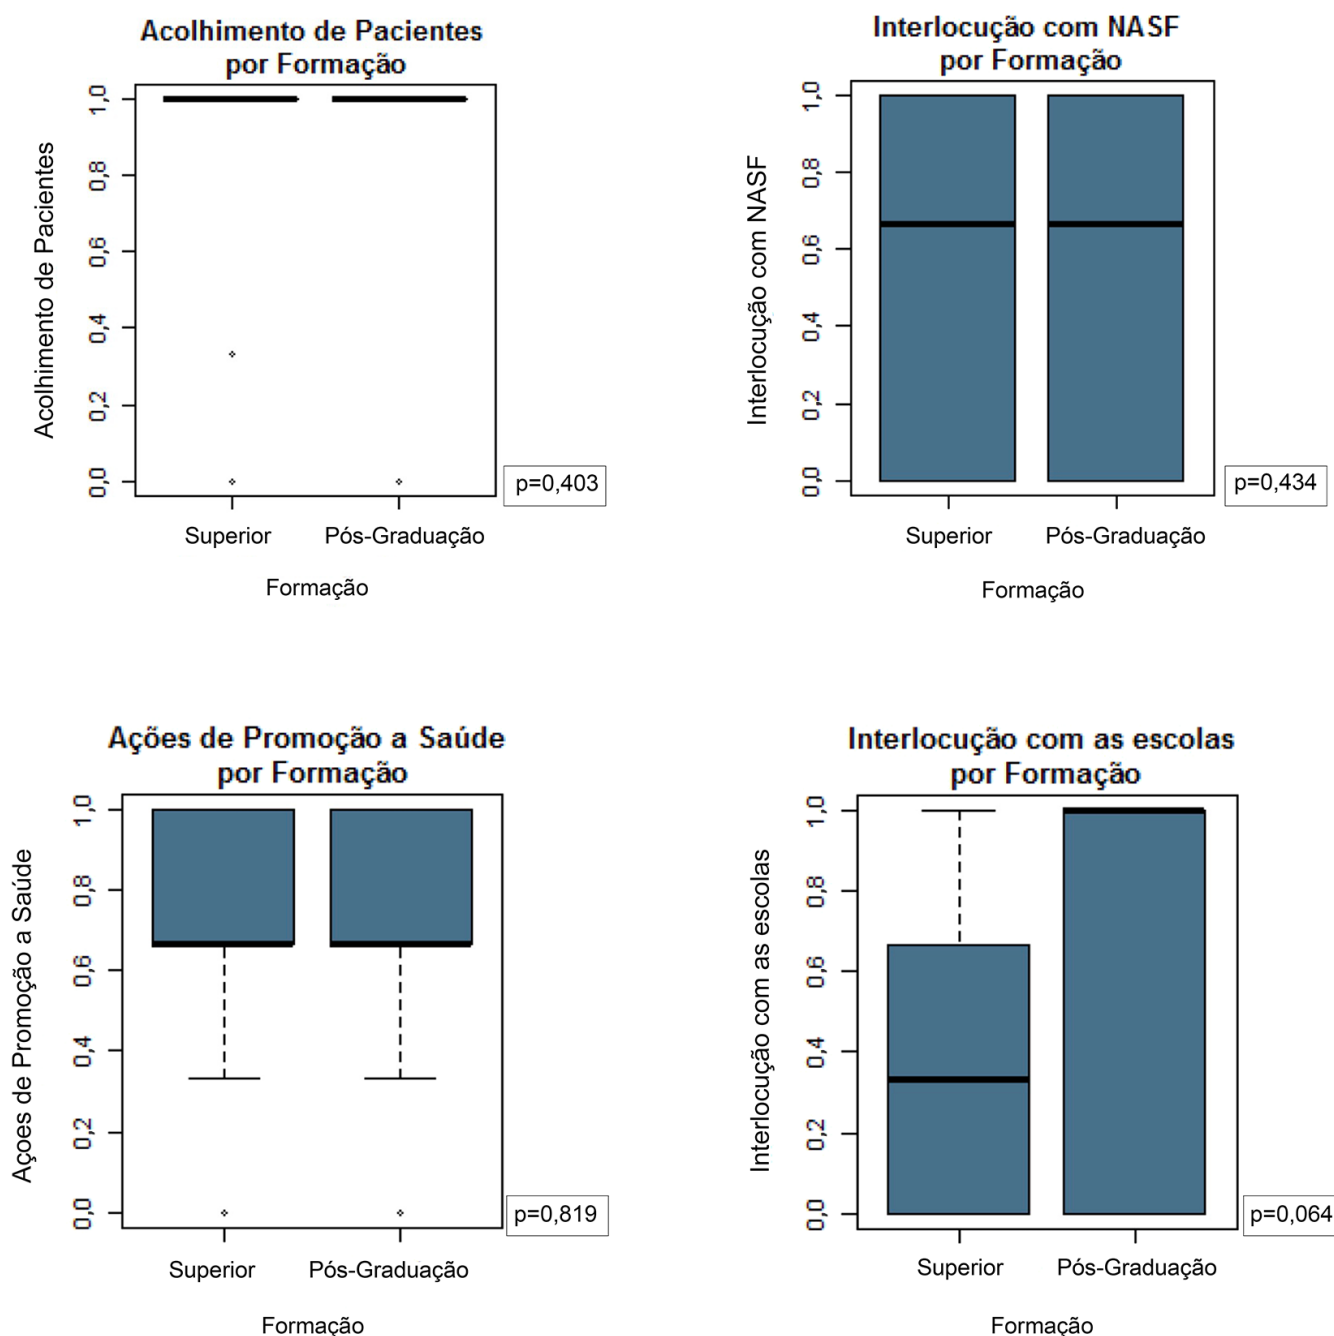 Acolhimento de Pacientes
por Formação
Acolhimento de Pacientes
1,0
0,8
0,6
0,4
0,2
0,0
p=0,403
Superior
Pós-Graduação
Formação
Interlocução com NASF
por Formação
Interlocução com NASF
1,0
0,8
0,6
0,4
0,2
0,0
p=0,434
Superior
Pós-Graduação
Formação
Ações de Promoção a Saúde
por Formação
Açoes de Promoção a Saúde
1,0
0,8
0,6
0,4
0,2
0,0
p=0,819
Superior
Pós-Graduação
Formação
Interlocução com as escolas
por Formação
Interlocução com as escolas
1,0
0,8
0,6
0,4
0,2
0,0
p=0,064
Superior
Pós-Graduação
Formação